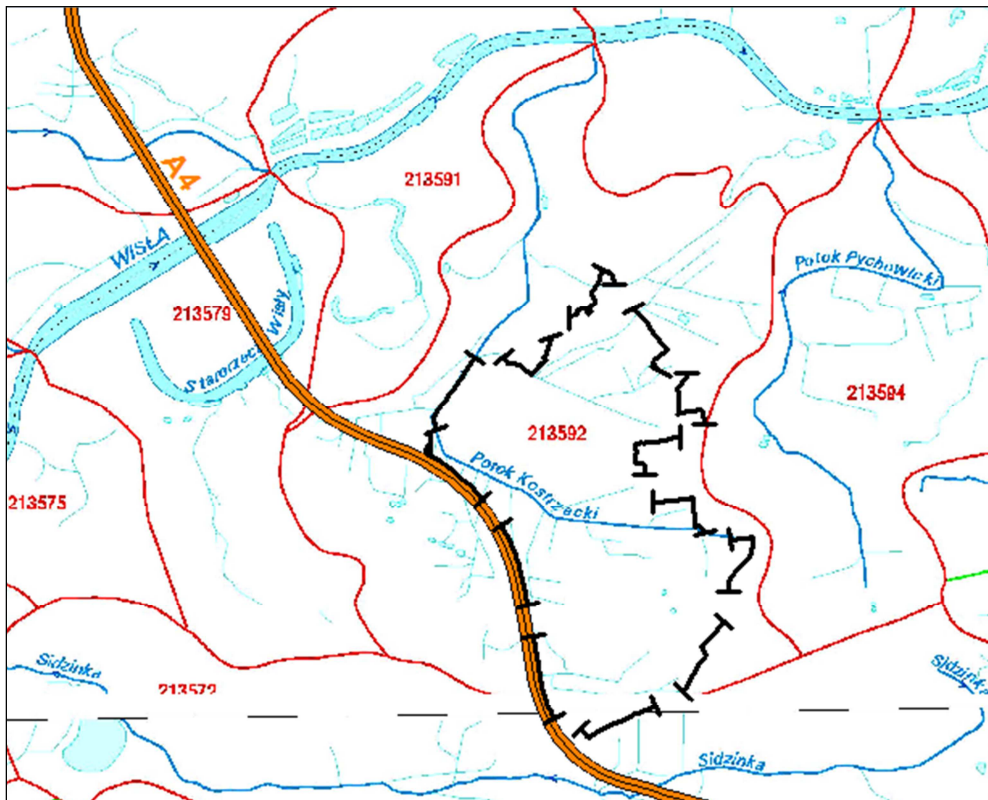 A4
213591
WISŁA
Potok Pychowicki
213579
Starorzecze Wisły
213594
213592
Potok Kostrzecki
213575
Sidzinka
Sidzinka
213572
Sidzinka